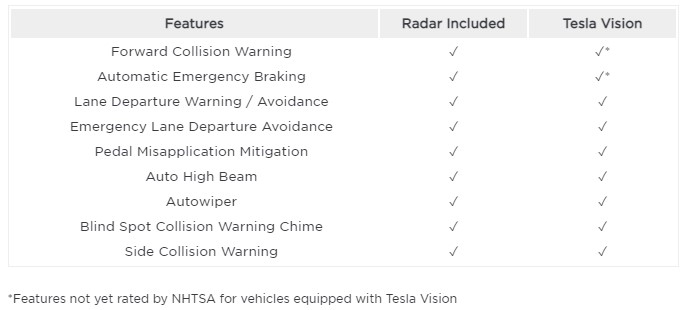 Features Radar Included Tesla Vision
Forward Collision Warning ✓ ✓*
Automatic Emergency Braking ✓ ✓*
Lane Departure Warning / Avoidance ✓ ✓
Emergency Lane Departure Avoidance ✓ ✓
Pedal Misapplication Mitigation ✓ ✓
Auto High Beam ✓ ✓
Autowiper ✓ ✓
Blind Spot Collision Warning Chime ✓ ✓
Side Collision Warning ✓ ✓
*Features not yet rated by NHTSA for vehicles equipped with Tesla Vision